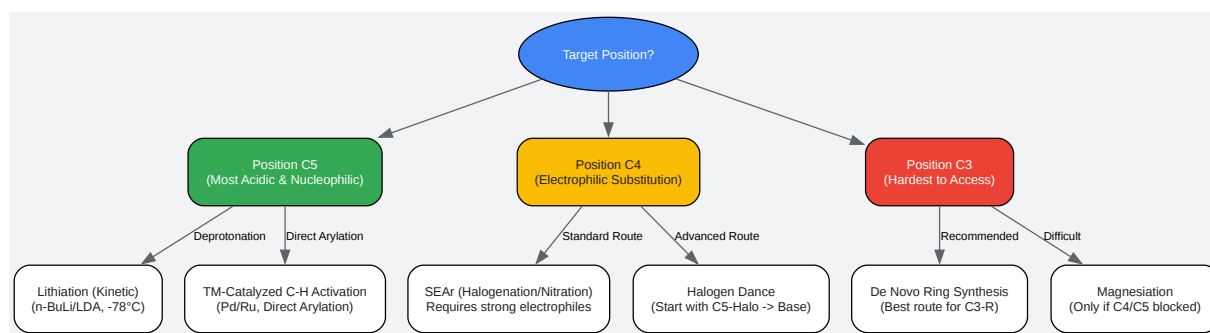 Target Position?
Position C5
(Most Acidic & Nucleophilic)
Position C4
(Electrophilic Substitution)
Position C3
(Hardest to Access)
Deprotonation
Direct Arylation
Standard Route
Advanced Route
Recommended
Difficult
Lithiation (Kinetic)
(n-BuLi/LDA, -78°C)
TM-Catalyzed C-H Activation
(Pd/Ru, Direct Arylation)
SEAr (Halogenation/Nitration)
Requires strong electrophiles
Halogen Dance
(Start with C5-Halo -> Base)
De Novo Ring Synthesis
(Best route for C3-R)
Magnesiation
(Only if C4/C5 blocked)